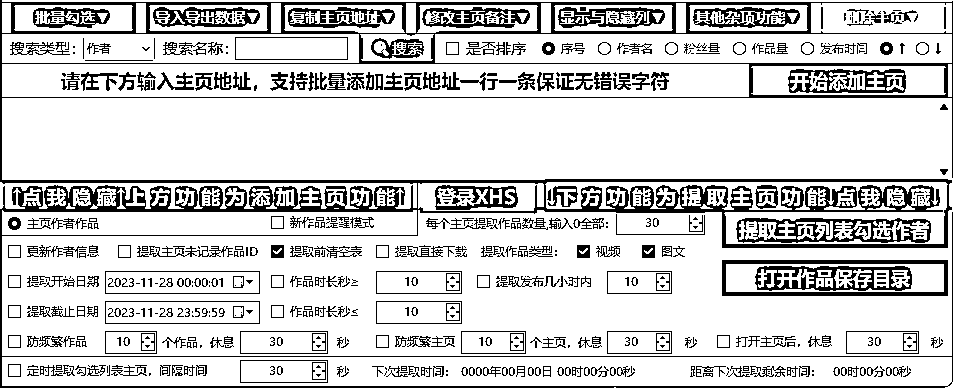 批量勾选▽ 导入导出数据▽ 复制主页地址▽ 修改主页备注▽ 显示与隐藏列▽ 其他杂项功能▽ 删除主页▽
搜索类型: 作者 搜索名称: 搜索 是否排序 序号 作者名 粉丝量 作品量 发布时间 ↑ ↓
请在下方输入主页地址，支持批量添加主页地址一行一条保证无错误字符 开始添加主页
↑点我隐藏↑上方功能为添加主页功能↑ 登录XHS ↓下方功能为提取主页功能↓点我隐藏↓
主页作者作品 新作品提醒模式 每个主页提取作品数量,输入0全部: 30 提取主页列表勾选作者
更新作者信息 提取主页未记录作品ID 提取前清空表 提取直接下载 提取作品类型: 视频 图文
提取开始日期 2023-11-28 00:00:01 作品时长秒≥ 10 提取发布几小时内 10 打开作品保存目录
提取截止日期 2023-11-28 23:59:59 作品时长秒≤ 10
防频繁作品 10 个作品，休息 30 秒 防频繁主页 10 个主页，休息 30 秒 打开主页后，休息 30 秒
定时提取勾选列表主页，间隔时间 30 秒 下次提取时间: 0000年00月00日 00时00分00秒 距离下次提取剩余时间: 00时00分00秒